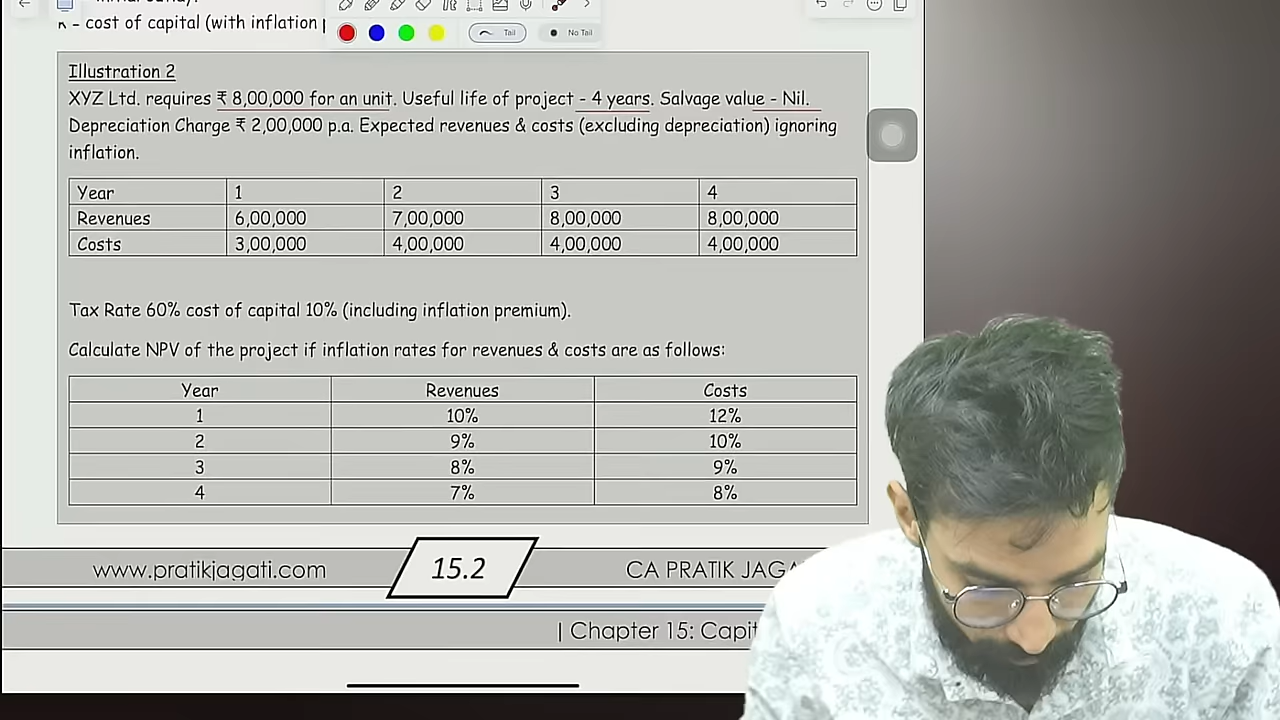 - cost of capital (with inflation
Tail
No Tail
Illustration 2
XYZ Ltd. requires ₹ 8,00,000 for an unit. Useful life of project - 4 years. Salvage value - Nil.
Depreciation Charge ₹ 2,00,000 p.a. Expected revenues & costs (excluding depreciation) ignoring
inflation.
Year 1 2 3 4
Revenues 6,00,000 7,00,000 8,00,000 8,00,000
Costs 3,00,000 4,00,000 4,00,000 4,00,000
Tax Rate 60% cost of capital 10% (including inflation premium).
Calculate NPV of the project if inflation rates for revenues & costs are as follows:
Year Revenues Costs
1 10% 12%
2 9% 10%
3 8% 9%
4 7% 8%
www.pratikjagati.com 15.2 CA PRATIK
| Chapter 15: